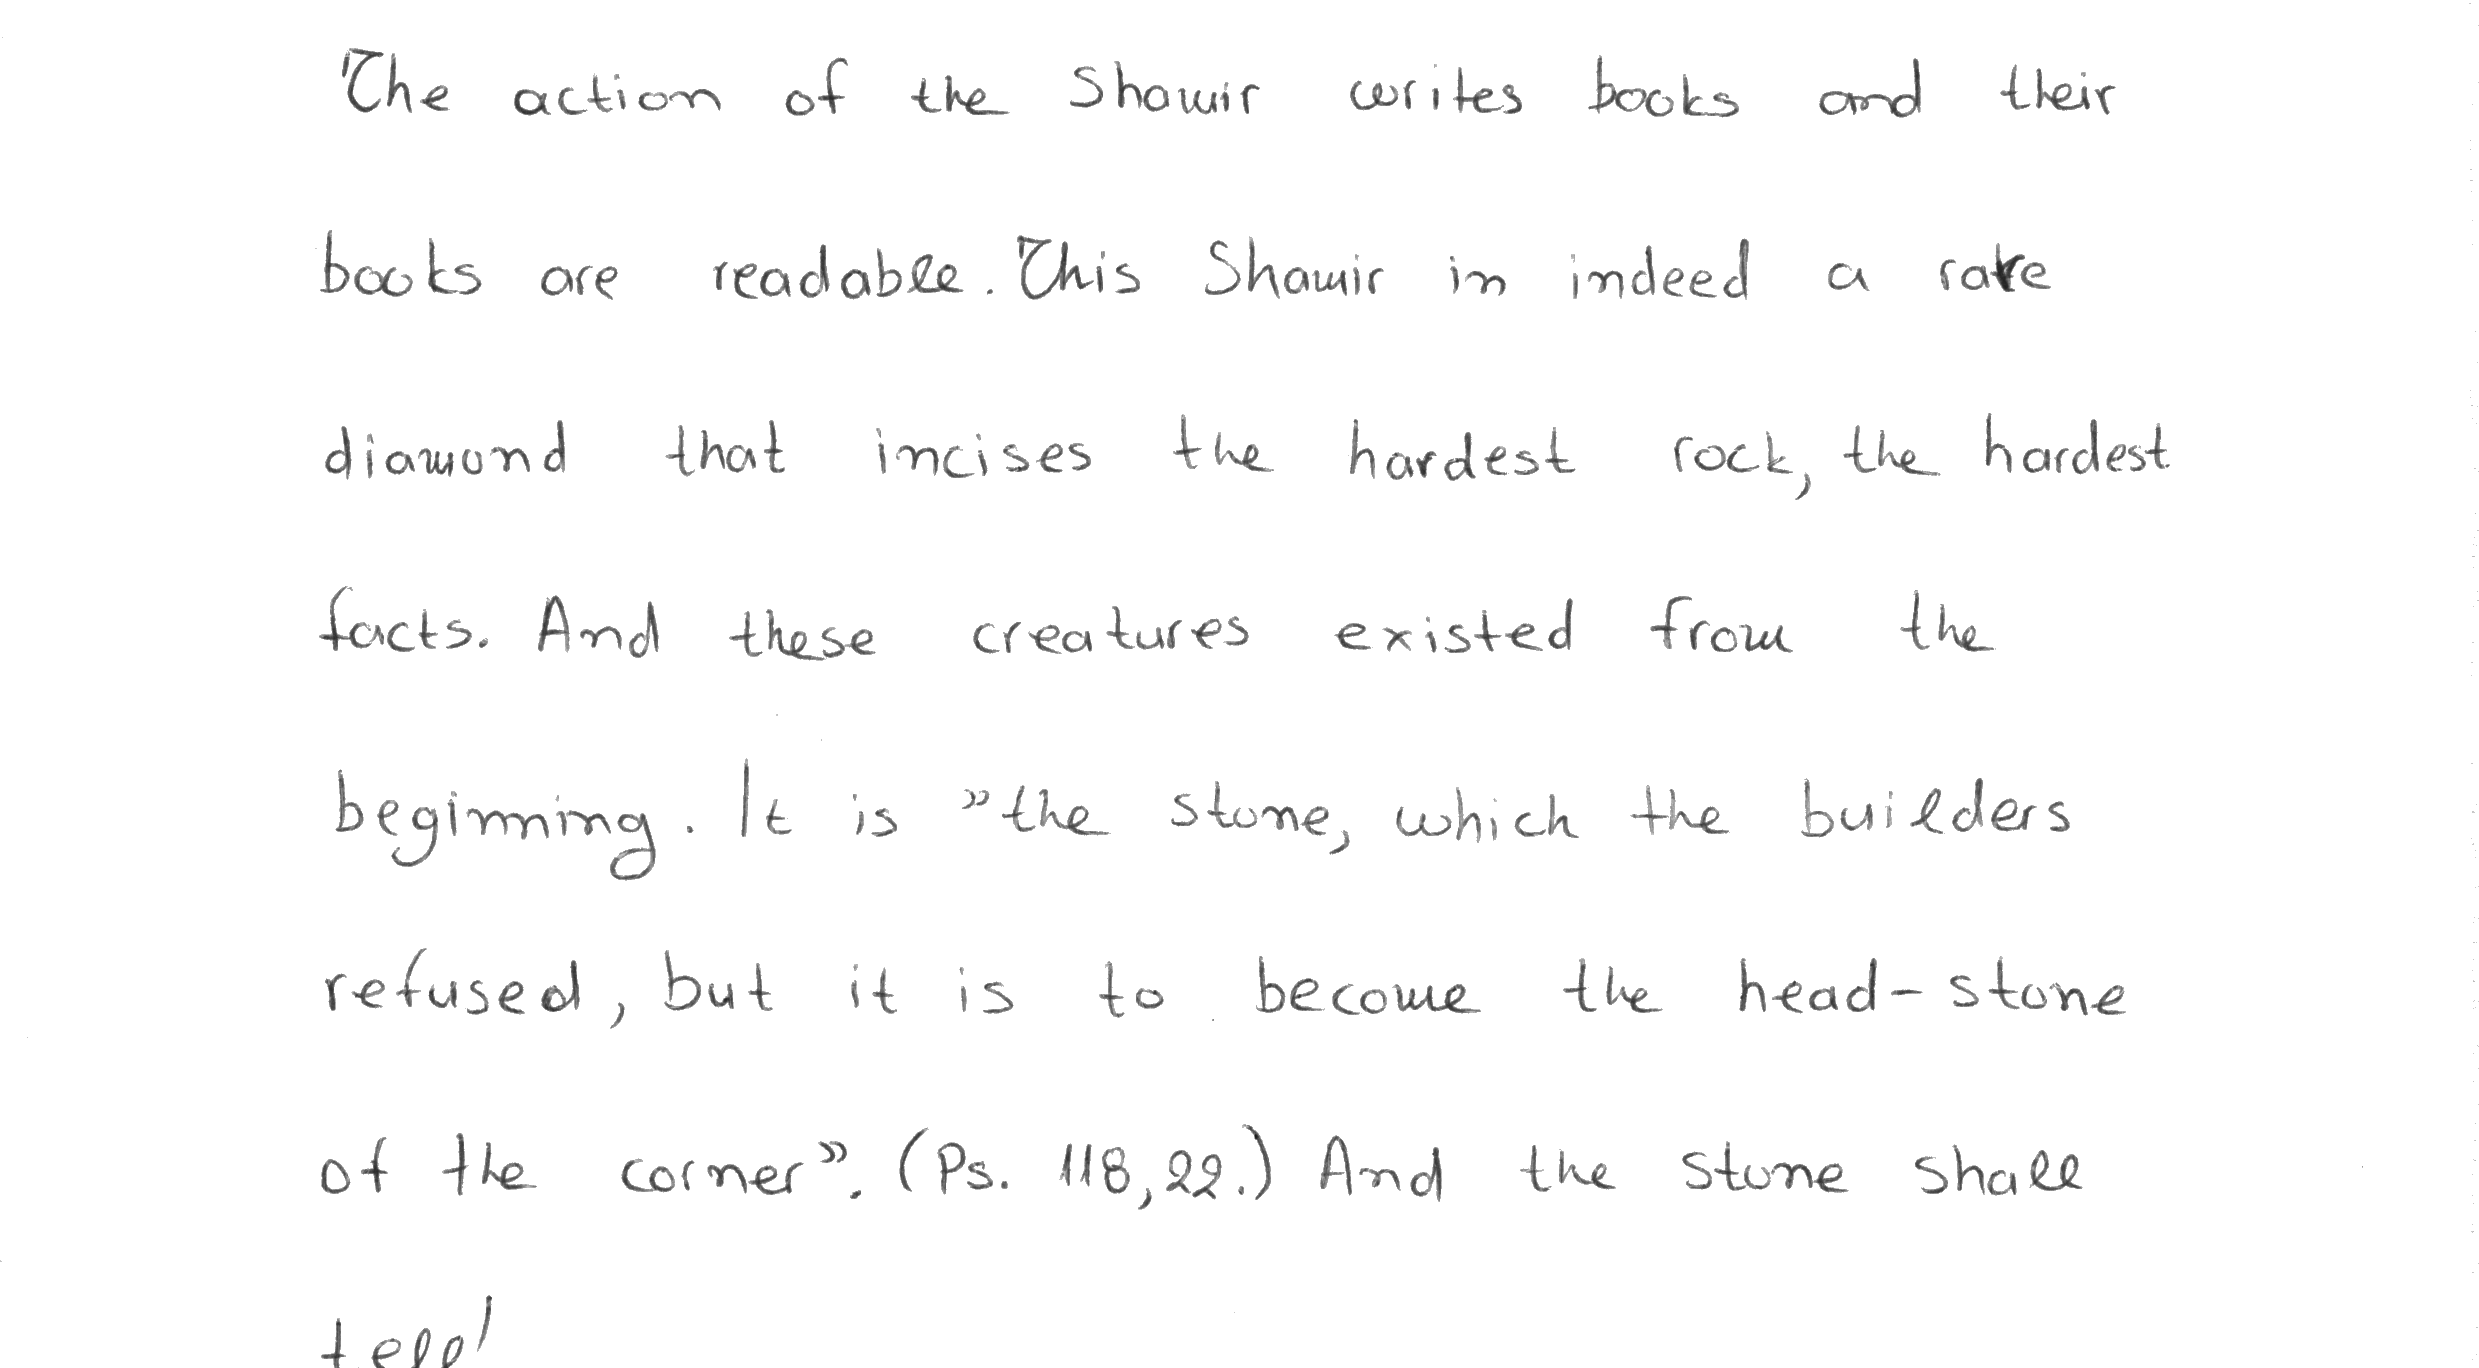 The action of the Shamir writes books and their
books are readable. This Shamir in indeed a rare
diamond that incises the hardest rock, the hardest
facts. And these creatures existed from the
beginning. It is »the stone, which the builders
refused, but it is to become the head-stone
of the corner». (Ps. 118,22.) And the stone shall
tell!